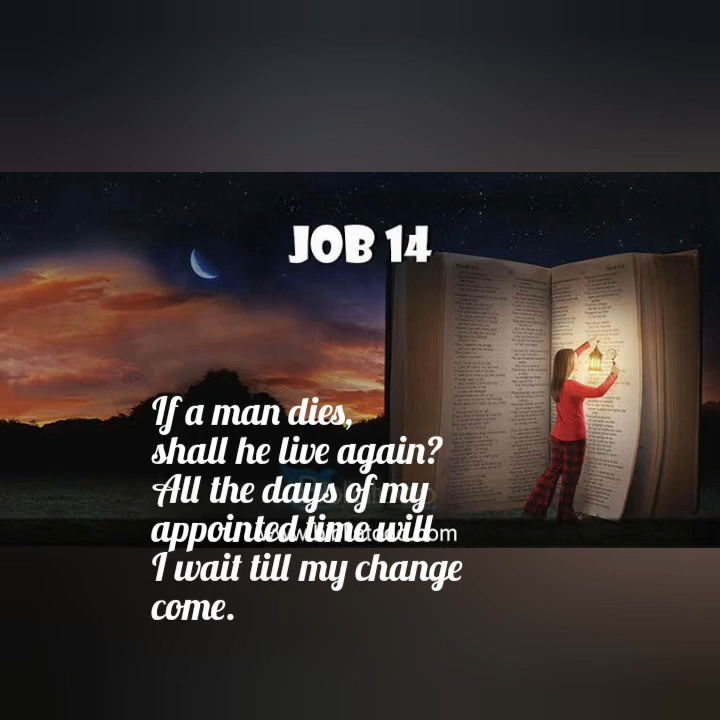 JOB 14
If a man dies,
shall he live again?
All the days of my
appointed time will
I wait till my change
come.